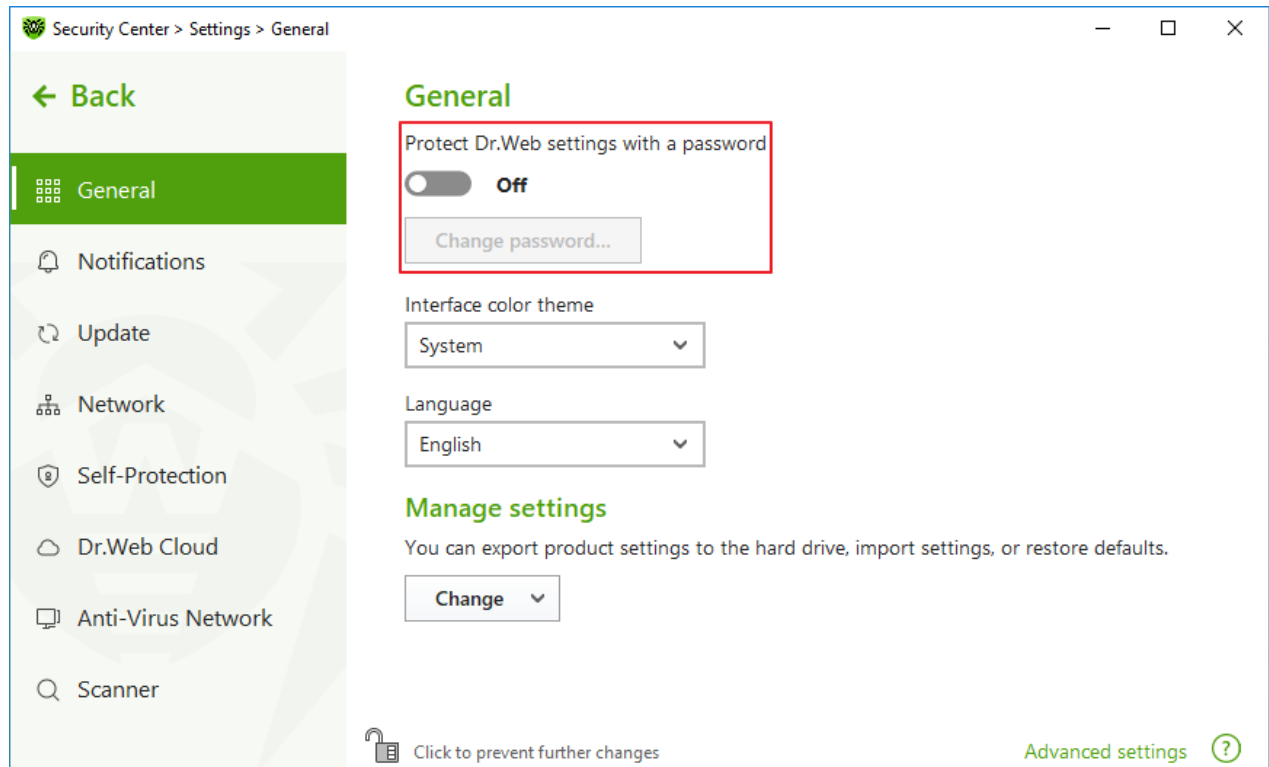 Security Center > Settings > General
Back
General
Notifications
Update
Network
Self-Protection
Dr.Web Cloud
Anti-Virus Network
Scanner
General
Protect Dr.Web settings with a password
Off
Change password...
Interface color theme
System
Language
English
Manage settings
You can export product settings to the hard drive, import settings, or restore defaults.
Change
Click to prevent further changes
Advanced settings ?